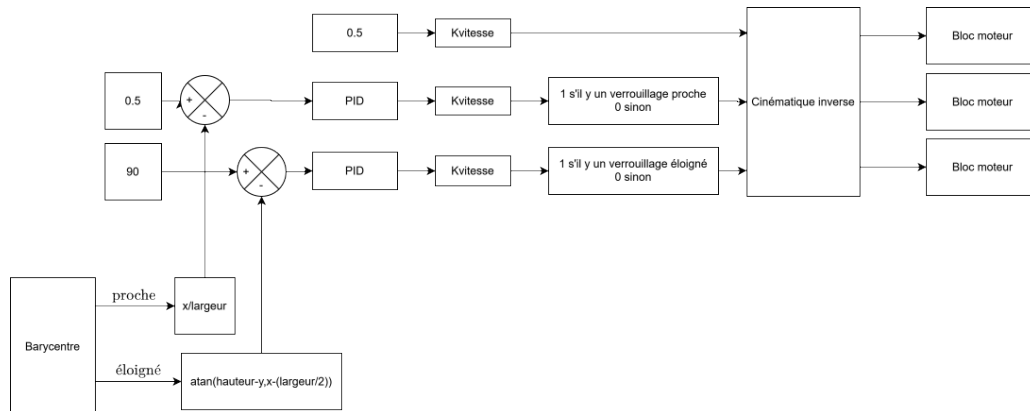 0.5
Kvitesse
Bloc moteur
0.5
+
-
PID
Kvitesse
1 s'il y un verrouillage proche
0 sinon
Cinématique inverse
Bloc moteur
90
+
-
PID
Kvitesse
1 s'il y un verrouillage éloigné
0 sinon
Bloc moteur
proche
x/largeur
Barycentre
éloigné
atan(hauteur-y,x-(largeur/2))